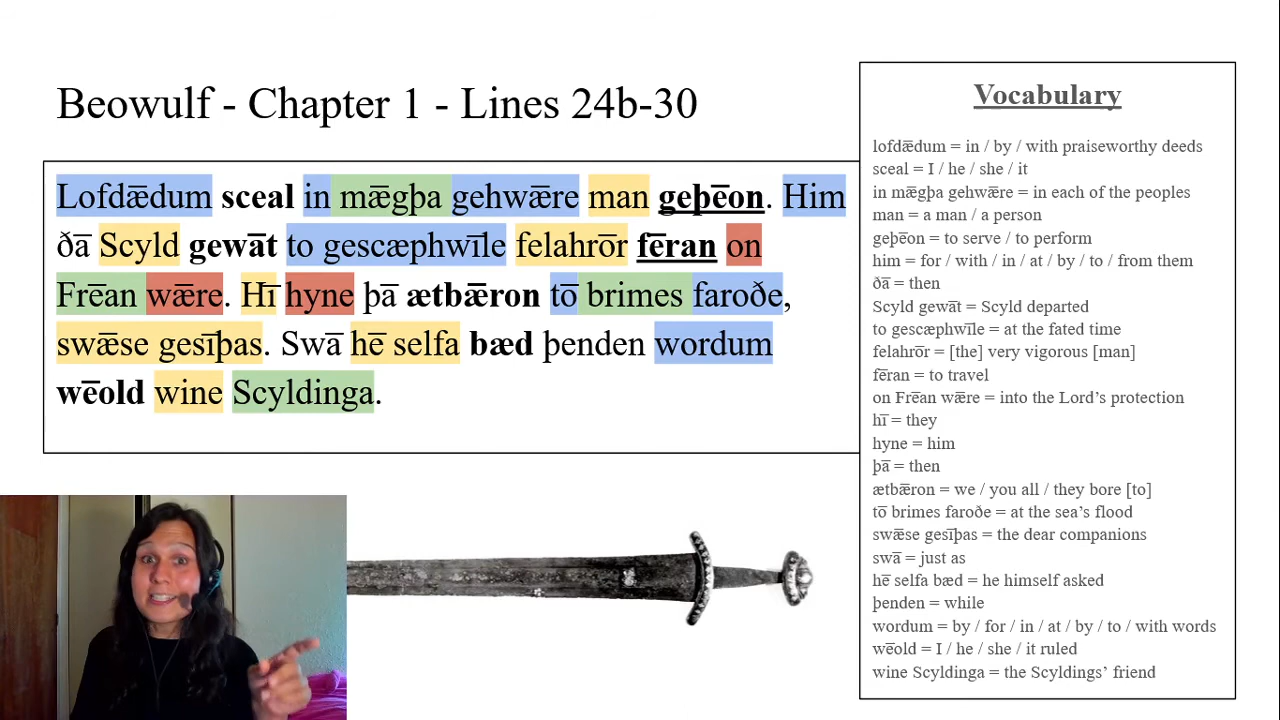 Beowulf - Chapter 1 - Lines 24b-30
Lofdǣdum sceal in mǣgþa gehwǣre man geþēon. Him
ðā Scyld gewāt to gescæphwīle felahrōr fēran on
Frēan wǣre. Hī hyne þā ætbǣron tō brimes faroðe,
swǣse gesīþas. Swā hē selfa bæd þenden wordum
wēold wine Scyldinga.
Vocabulary
lofdǣdum = in / by / with praiseworthy deeds
sceal = I / he / she / it
in mǣgþa gehwǣre = in each of the peoples
man = a man / a person
geþēon = to serve / to perform
him = for / with / in / at / by / to / from them
ðā = then
Scyld gewāt = Scyld departed
to gescæphwīle = at the fated time
felahrōr = [the] very vigorous [man]
fēran = to travel
on Frēan wǣre = into the Lord's protection
hī = they
hyne = him
þā = then
ætbǣron = we / you all / they bore [to]
tō brimes faroðe = at the sea's flood
swǣse gesīþas = the dear companions
swā = just as
hē selfa bæd = he himself asked
þenden = while
wordum = by / for / in / at / by / to / with words
wēold = I / he / she / it ruled
wine Scyldinga = the Scyldings' friend